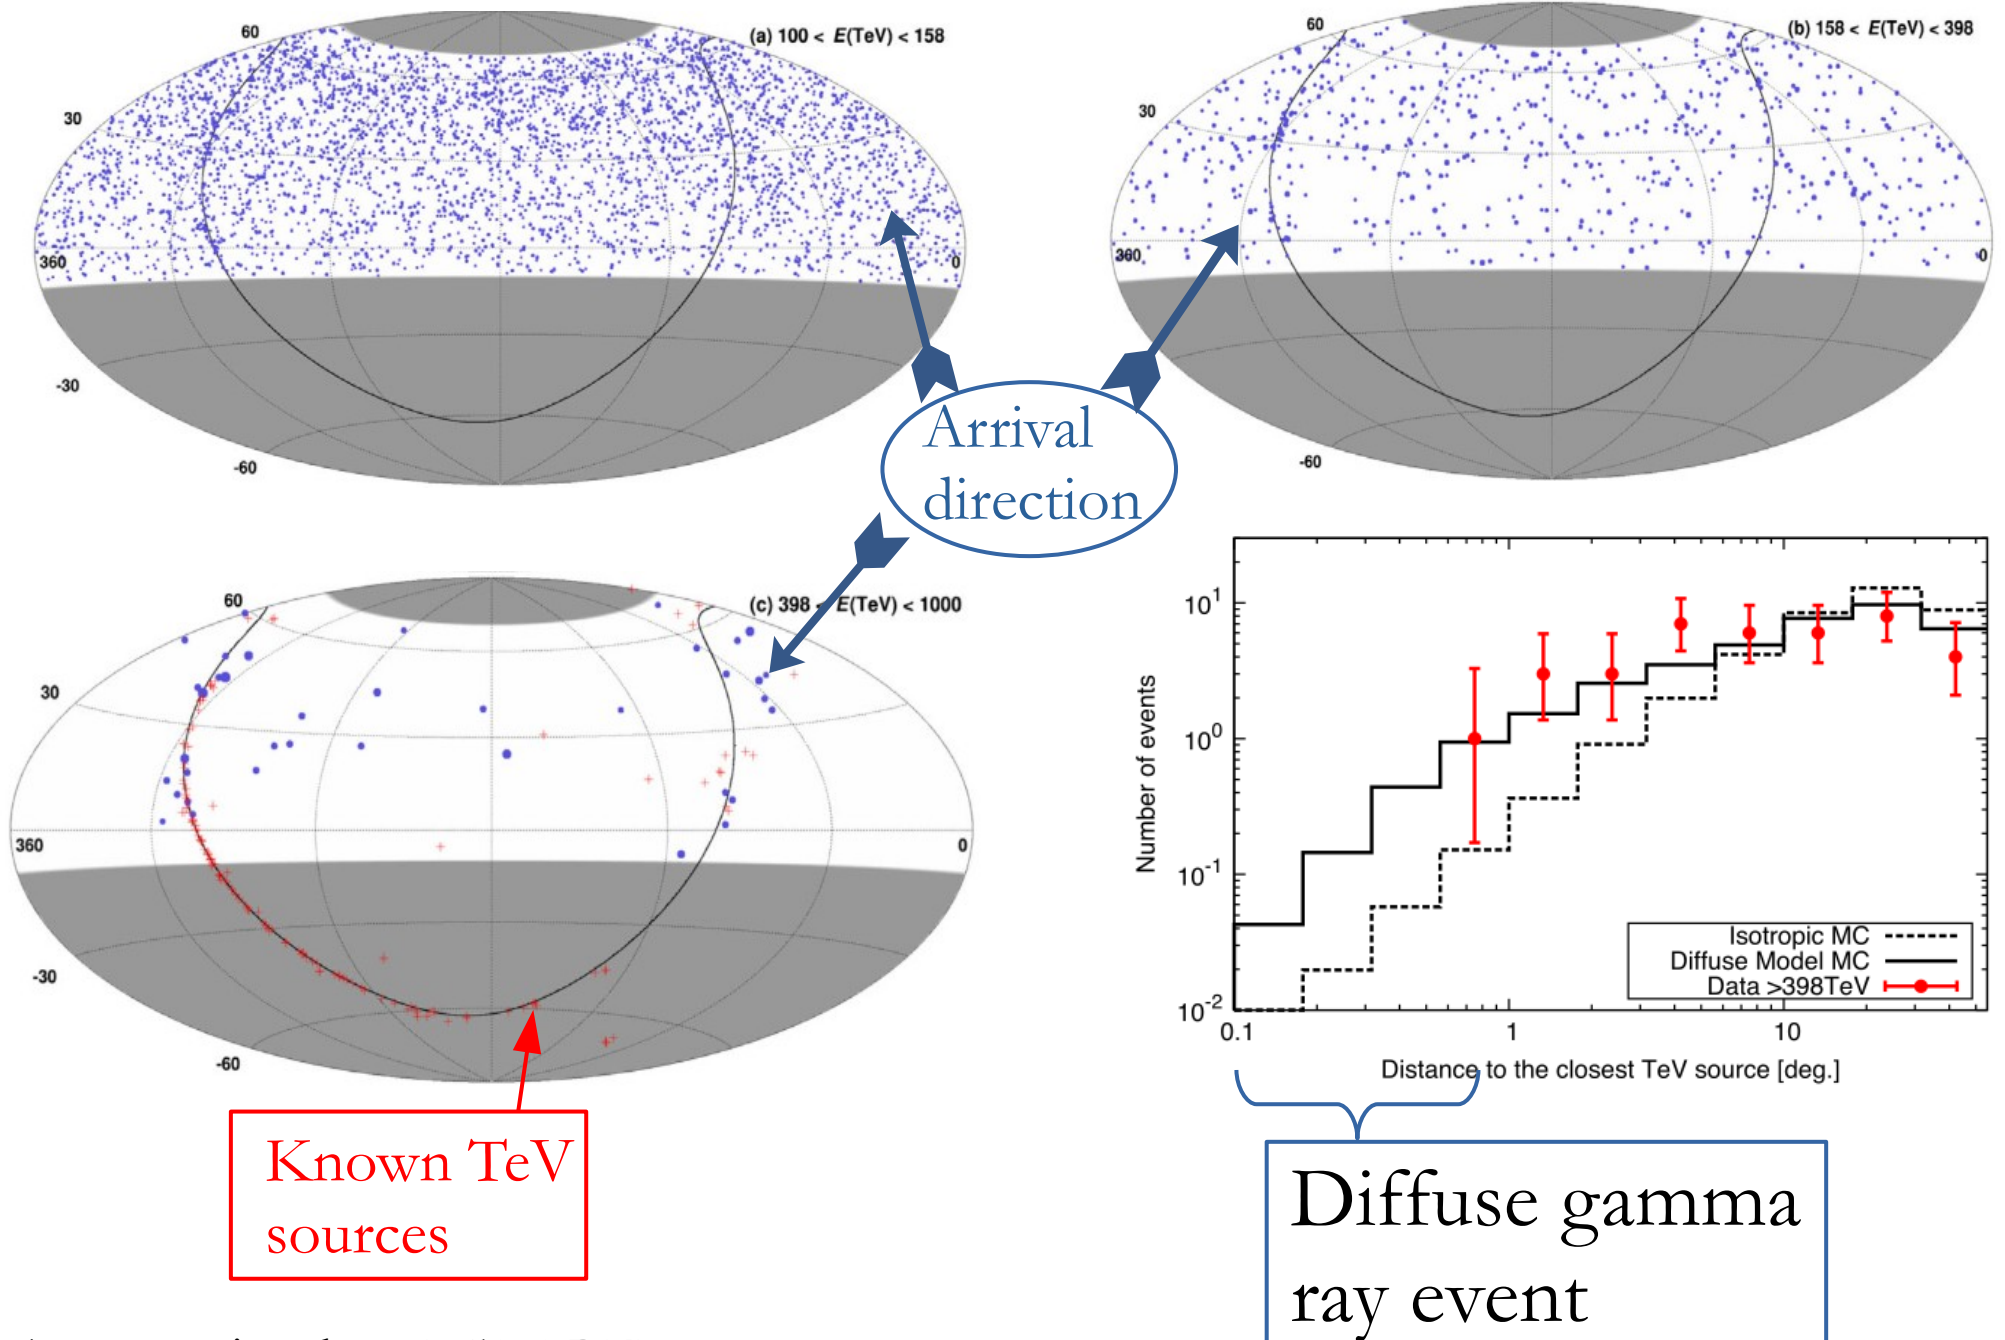 (a) 100 < E(TeV) < 158
60
30
360
0
-30
-60
(b) 158 < E(TeV) < 398
60
30
360
0
-60
Arrival
direction
(c) 398 < E(TeV) < 1000
60
30
360
0
-30
-60
Known TeV
sources
Number of events
10^1
10^0
10^-1
10^-2
0.1 1 10
Distance to the closest TeV source [deg.]
Isotropic MC
Diffuse Model MC
Data >398TeV
Diffuse gamma
ray event